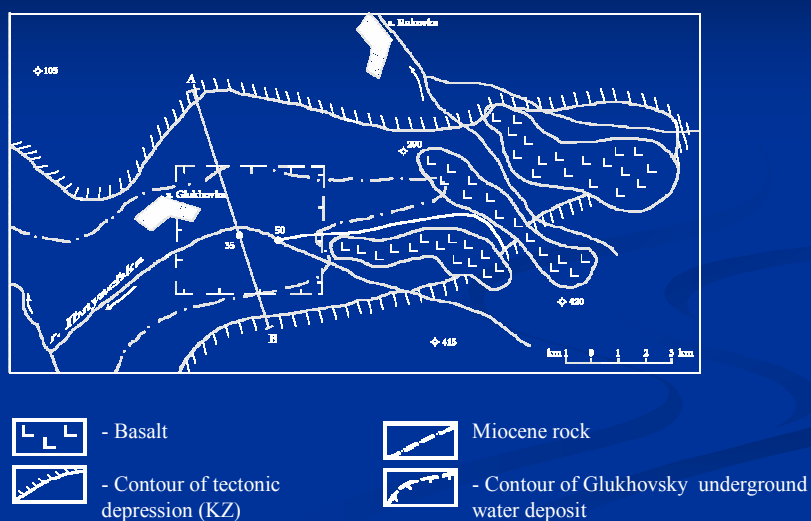 s. Rakovka
105
A
290
s. Glukhovka
35
50
420
B
415
km 1 0 1 2 3 km
- Basalt
Miocene rock
- Contour of tectonic
depression (KZ)
- Contour of Glukhovsky underground
water deposit